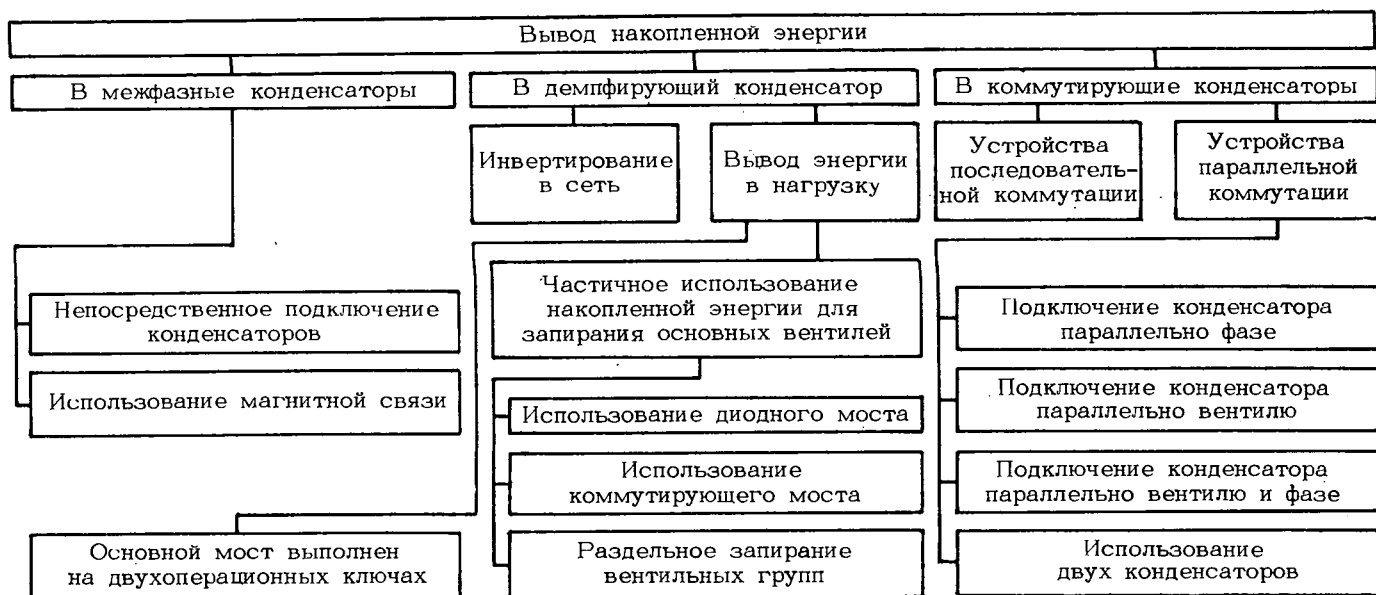 Вывод накопленной энергии
В межфазные конденсаторы
В демпфирующий конденсатор
В коммутирующие конденсаторы
Инвертирование
в сеть
Вывод энергии
в нагрузку
Устройства
последователь-
ной коммутации
Устройства
параллельной
коммутации
Непосредственное подключение
конденсаторов
Использование магнитной связи
Основной мост выполнен
на двухоперационных ключах
Частичное использование
накопленной энергии для
запирания основных вентилей
Использование диодного моста
Использование
коммутирующего моста
Раздельное запирание
вентильных групп
Подключение конденсатора
параллельно фазе
Подключение конденсатора
параллельно вентилю
Подключение конденсатора
параллельно вентилю и фазе
Использование
двух конденсаторов